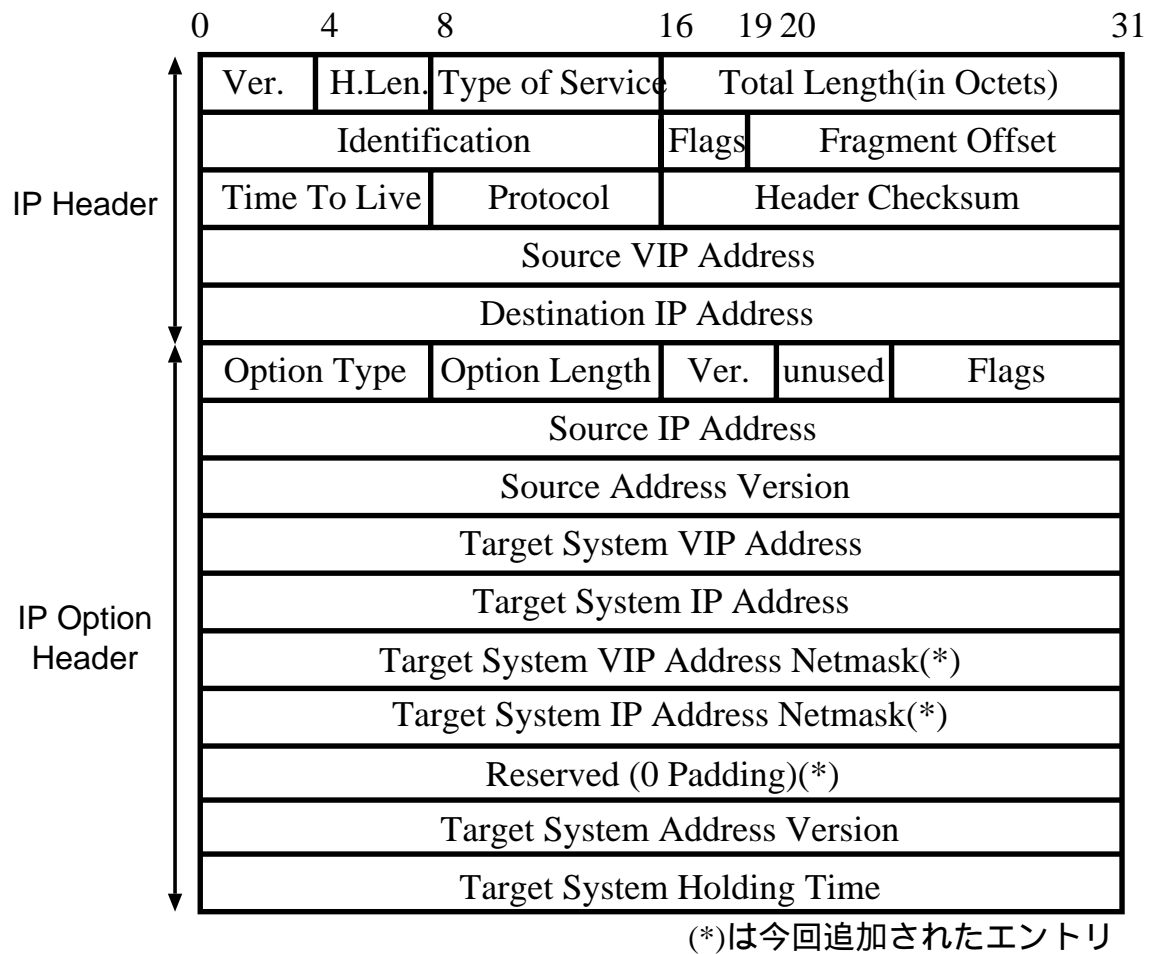 0 4 8 16 19 20 31
Ver. H.Len. Type of Service Total Length(in Octets)
Identification Flags Fragment Offset
Time To Live Protocol Header Checksum
Source VIP Address
Destination IP Address
IP Header
Option Type Option Length Ver. unused Flags
Source IP Address
Source Address Version
Target System VIP Address
Target System IP Address
Target System VIP Address Netmask(*)
Target System IP Address Netmask(*)
Reserved (0 Padding)(*)
Target System Address Version
Target System Holding Time
IP Option
Header
(*)は今回追加されたエントリ